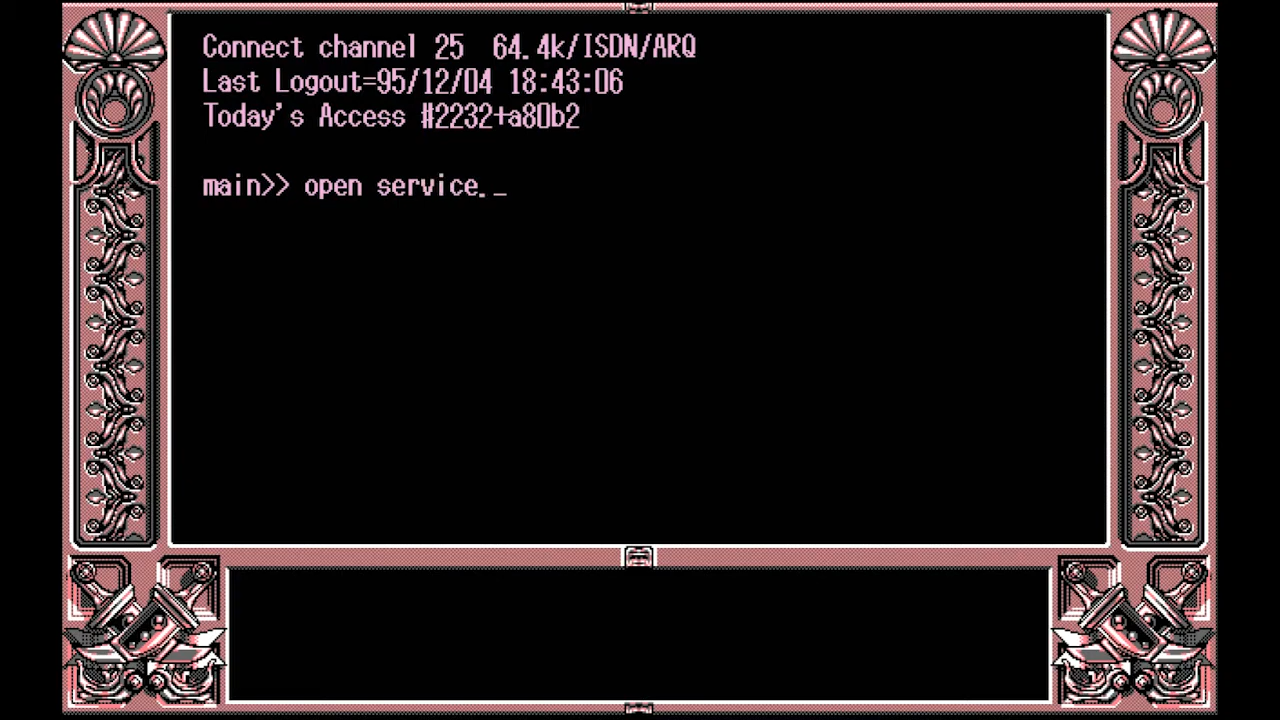 Connect channel 25  64.4k/ISDN/ARQ
Last Logout=95/12/04 18:43:06
Today's Access #2232+a80b2
main>> open service._